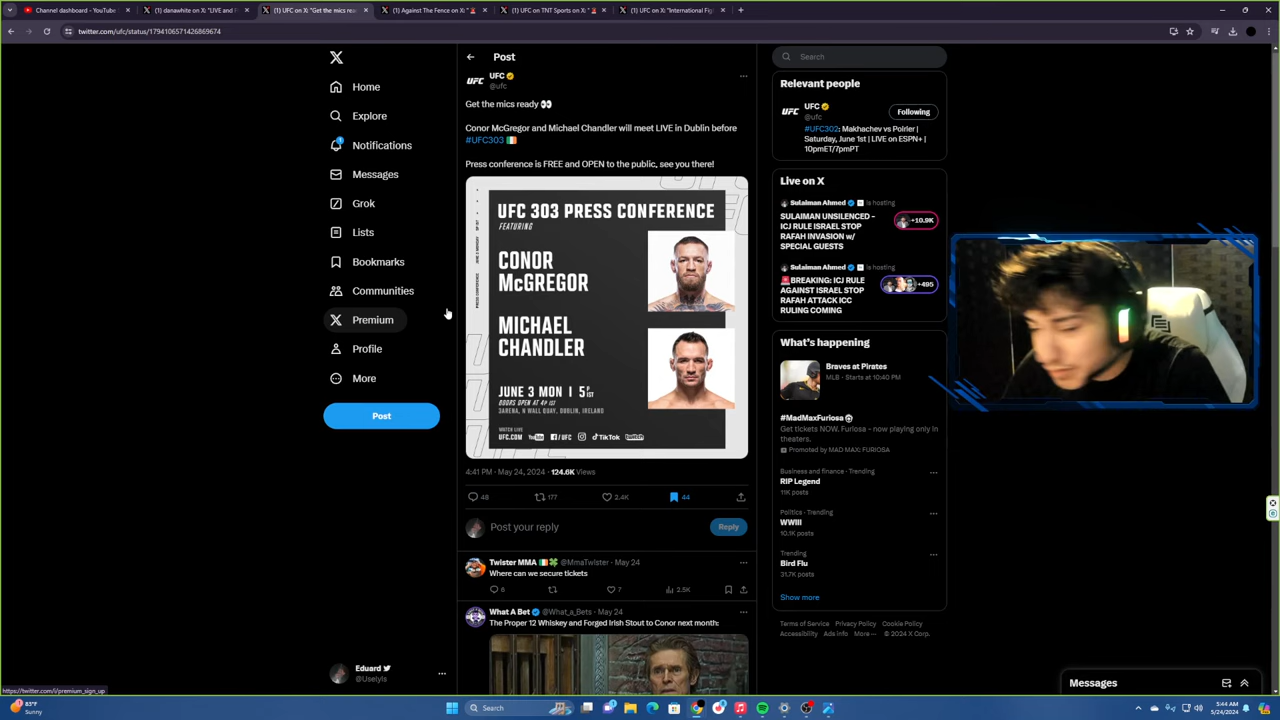 Channel dashboard - YouTube
danawhite on X: "LIVE and F
(1) UFC on X: "Get the mics rea
(1) Against The Fence on X: "
(1) UFC on TNT Sports on X: "
(1) UFC on X: "International Fig
twitter.com/ufc/status/1794106571426869674
Home
Explore
1
Notifications
Messages
Grok
Lists
Bookmarks
Communities
Premium
Profile
More
Post
Eduard
@Uselyls
Post
UFC
UFC
@ufc
Get the mics ready 👀
Conor McGregor and Michael Chandler will meet LIVE in Dublin before
#UFC303 🇮🇪
Press conference is FREE and OPEN to the public, see you there!
UFC 303 PRESS CONFERENCE
FEATURING
CONOR
McGREGOR
MICHAEL
CHANDLER
JUNE 3 MON | 5 PM IST
DOORS OPEN AT 4PM IST
3ARENA, N WALL QUAY, DUBLIN, IRELAND
WATCH LIVE
UFC.COM YouTube /UFC TikTok twitch
4:41 PM · May 24, 2024 · 124.6K Views
48 177 2.4K 44
Post your reply
Reply
Twister MMA 🇮🇪🍀 @MmaTwister · May 24
Where can we secure tickets
6 7 2.5K
What A Bet @What_a_Bets · May 24
The Proper 12 Whiskey and Forged Irish Stout to Conor next month:
Search
Relevant people
UFC
UFC
@ufc
Following
#UFC302: Makhachev vs Poirier |
Saturday, June 1st | LIVE on ESPN+ |
10pmET/7pmPT
Live on X
Sulaiman Ahmed is hosting
SULAIMAN UNSILENCED -
ICJ RULE ISRAEL STOP
RAFAH INVASION w/
SPECIAL GUESTS
+10.9K
Sulaiman Ahmed is hosting
🚨BREAKING: ICJ RULE
AGAINST ISRAEL STOP
RAFAH ATTACK ICC
RULING COMING
+495
What's happening
Braves at Pirates
MLB · Starts at 10:40 PM
#MadMaxFuriosa
Get tickets NOW. Furiosa – now playing only in
theaters.
Promoted by MAD MAX: FURIOSA
Business and finance · Trending
RIP Legend
11K posts
Politics · Trending
WWIII
10.1K posts
Trending
Bird Flu
31.7K posts
Show more
Terms of Service Privacy Policy Cookie Policy
Accessibility Ads info More ··· © 2024 X Corp.
Messages
https://twitter.com/i/premium_sign_up
83°F
Sunny
Search
5:44 AM
5/24/2024